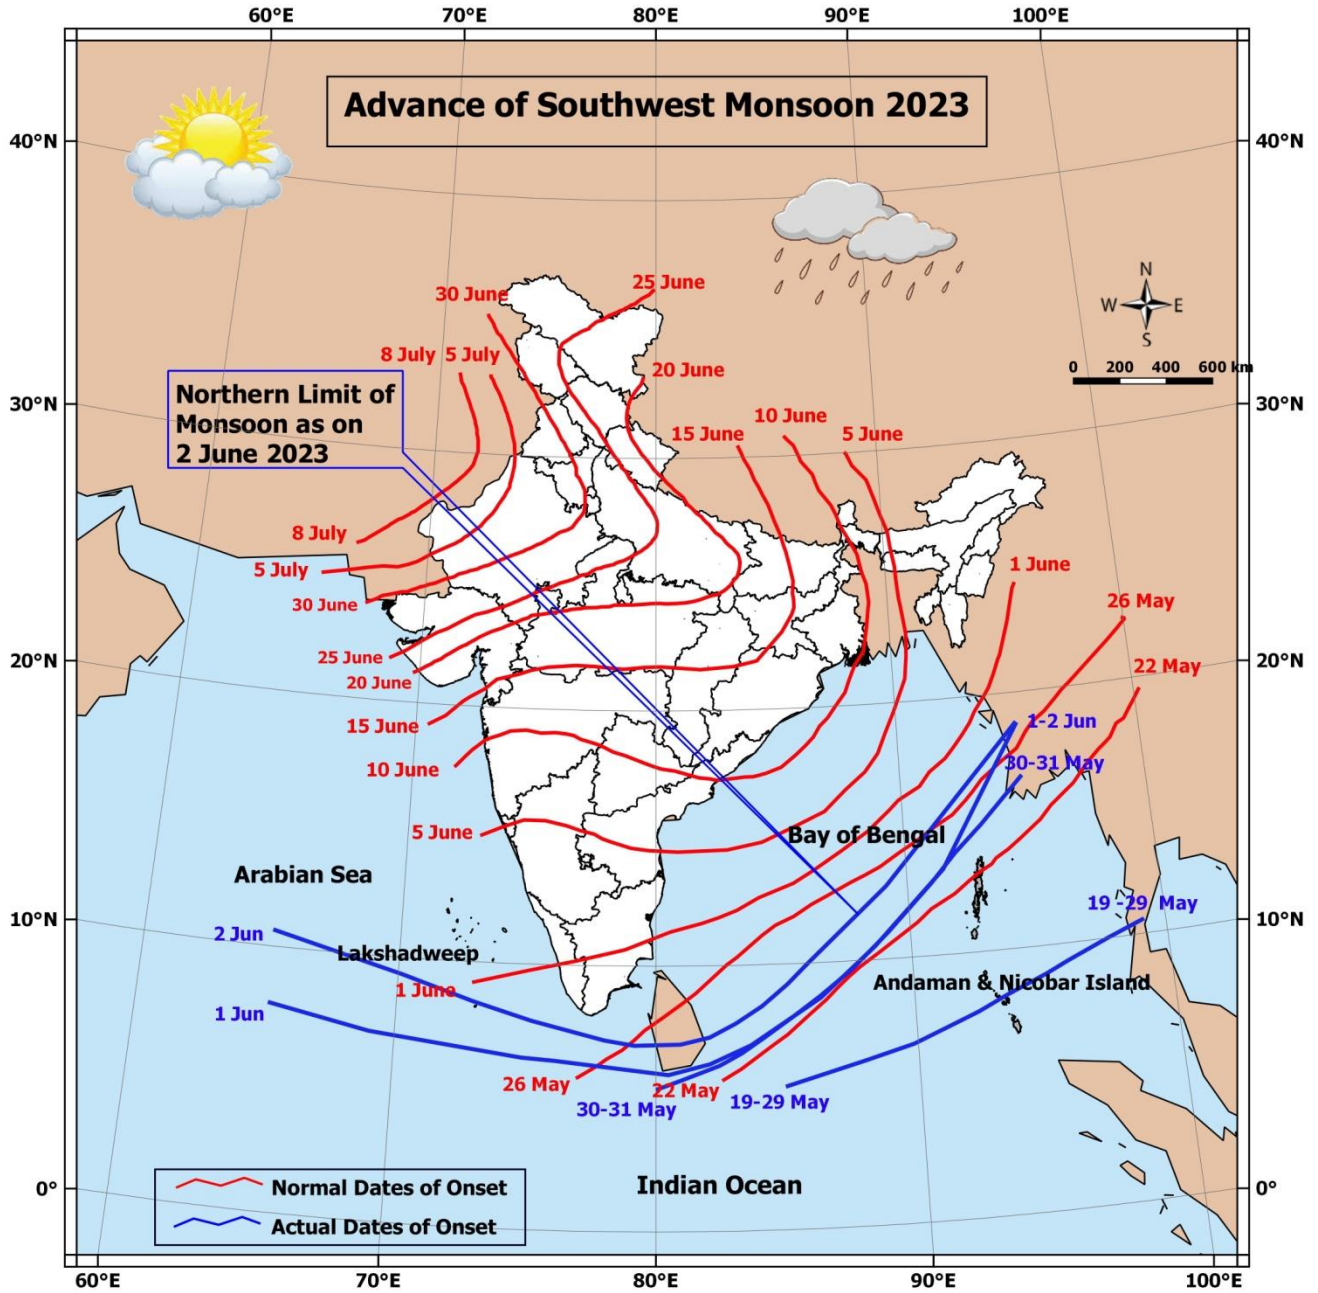 60°E 70°E 80°E 90°E 100°E
Advance of Southwest Monsoon 2023
40°N 40°N
N
W E
S
0 200 400 600 km
25 June
30 June
8 July 5 July
20 June
Northern Limit of
Monsoon as on
2 June 2023
30°N 30°N
10 June
15 June 5 June
8 July
5 July
1 June
30 June
26 May
25 June
20°N 20°N
22 May
20 June
15 June
1-2 Jun
30-31 May
10 June
5 June
Bay of Bengal
Arabian Sea
19 -29 May
10°N 10°N
2 Jun
Lakshadweep
1 June
Andaman & Nicobar Island
1 Jun
26 May
22 May
30-31 May
19-29 May
0° 0°
Indian Ocean
Normal Dates of Onset
Actual Dates of Onset
60°E 70°E 80°E 90°E 100°E